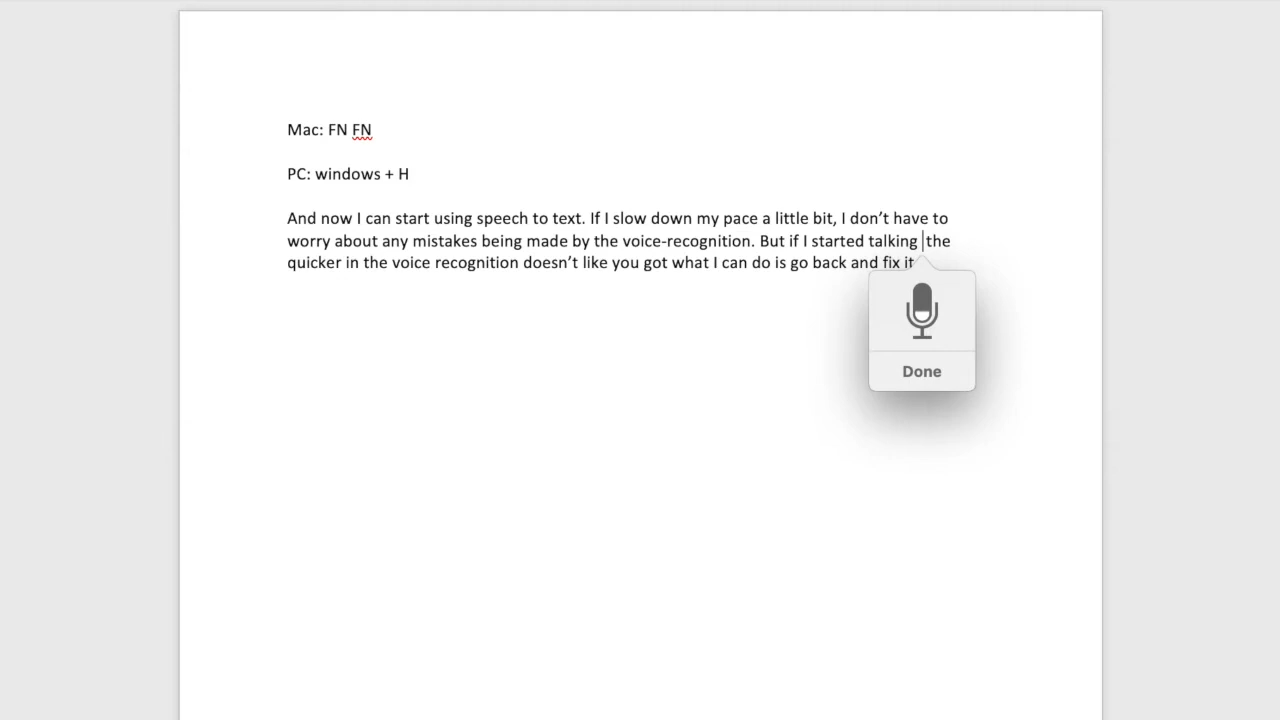 Mac: FN FN
PC: windows + H
And now I can start using speech to text. If I slow down my pace a little bit, I don’t have to
worry about any mistakes being made by the voice-recognition. But if I started talking the
quicker in the voice recognition doesn’t like you got what I can do is go back and fix it
Done